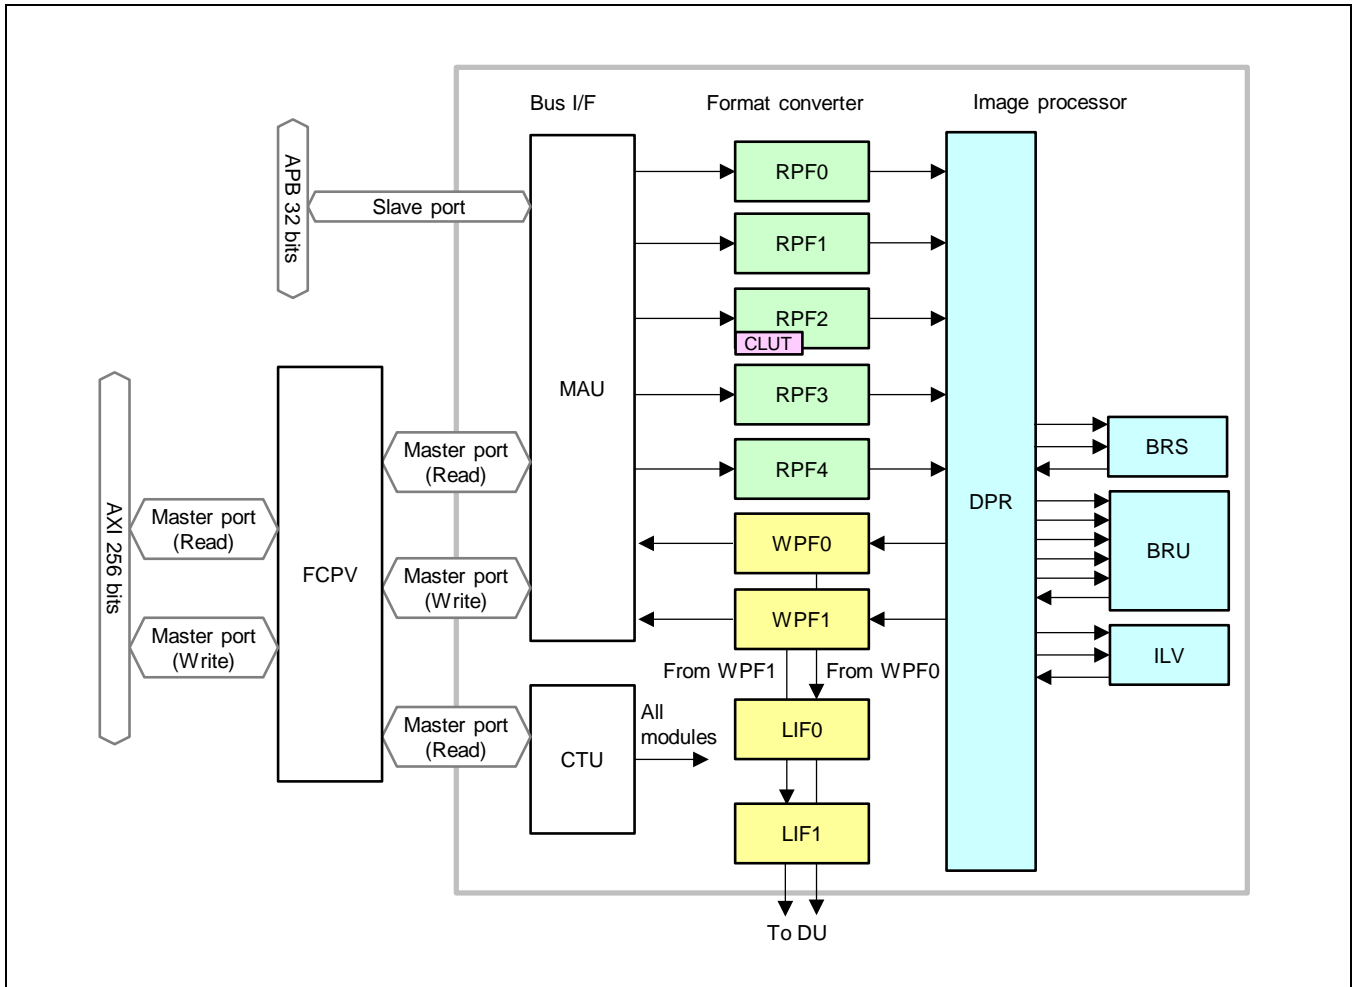 Bus I/F
Format converter
Image processor
APB 32 bits
Slave port
RPF0
RPF1
RPF2
CLUT
RPF3
RPF4
MAU
Master port
(Read)
Master port
(Write)
AXI 256 bits
Master port
(Read)
Master port
(Write)
FCPV
WPF0
WPF1
From WPF1
From WPF0
DPR
BRS
BRU
ILV
Master port
(Read)
CTU
All
modules
LIF0
LIF1
To DU